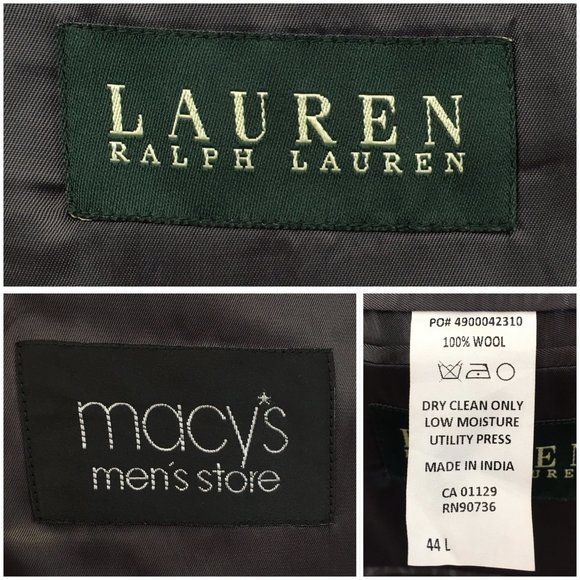 LAUREN
RALPH LAUREN
macy's
men's store
PO# 4900042310
100% WOOL
DRY CLEAN ONLY
LOW MOISTURE
UTILITY PRESS
MADE IN INDIA
CA 01129
RN90736
44 L